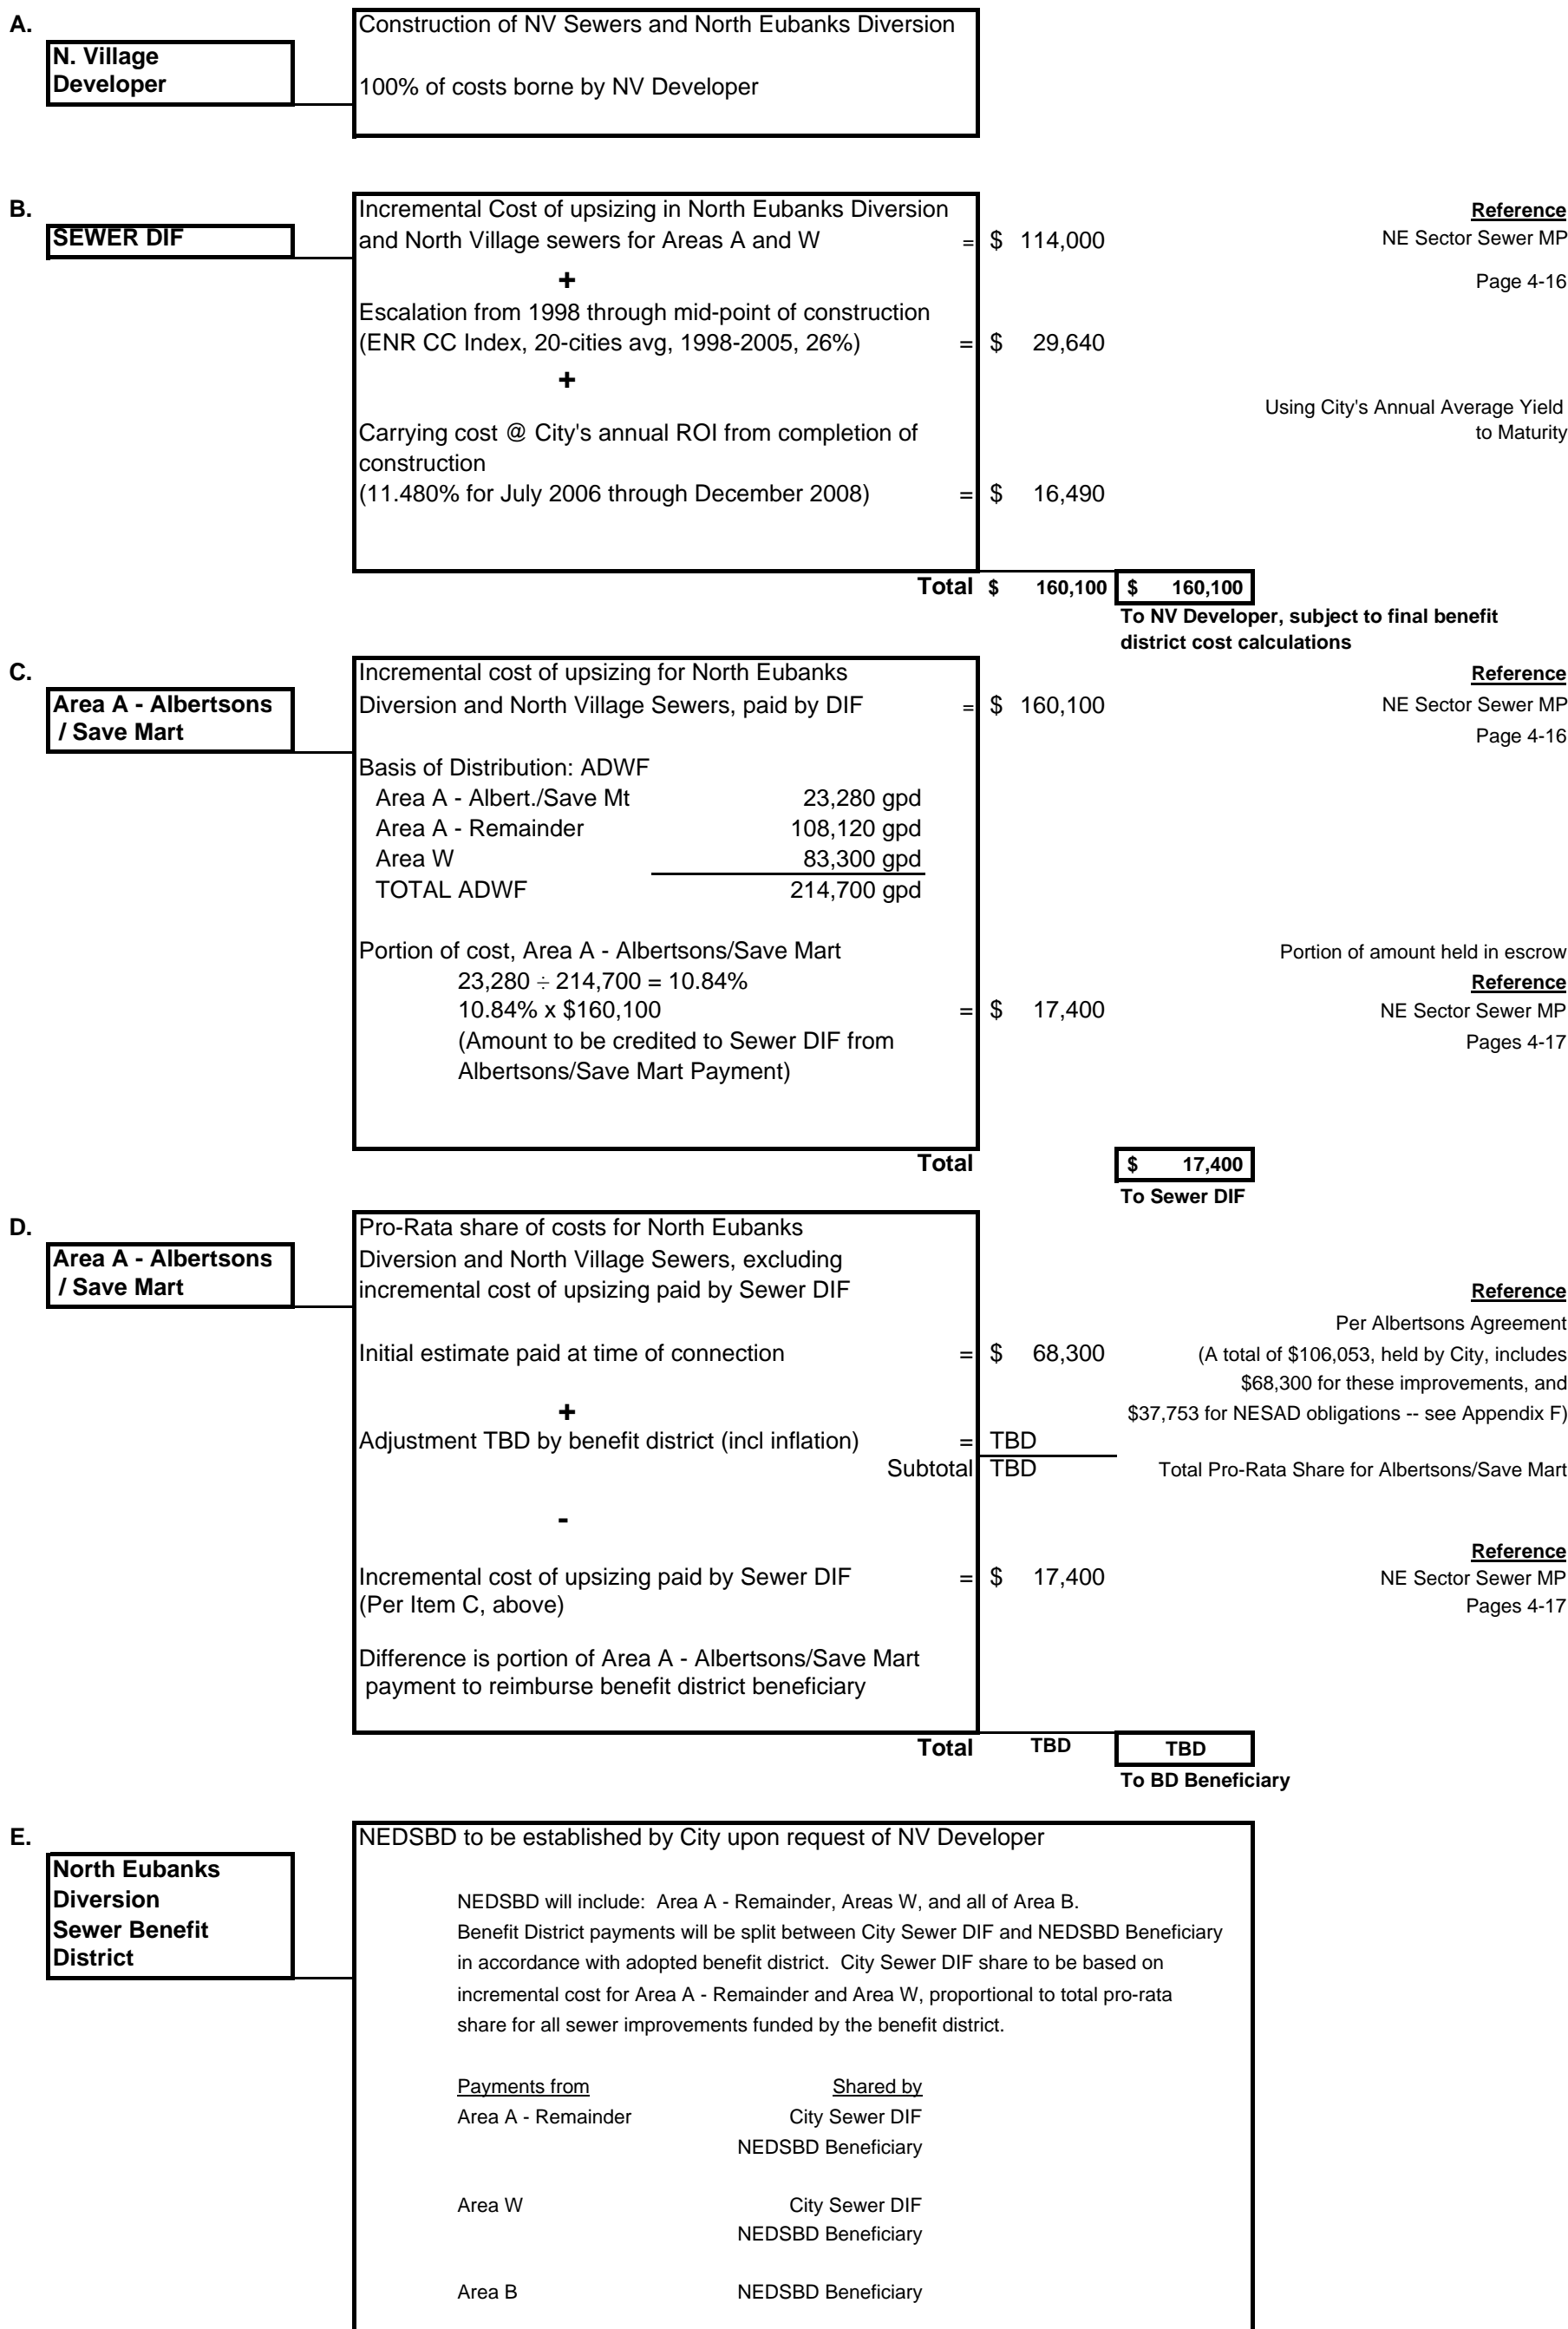 A.
N. Village
Developer
Construction of NV Sewers and North Eubanks Diversion
100% of costs borne by NV Developer
B.
SEWER DIF
Incremental Cost of upsizing in North Eubanks Diversion
and North Village sewers for Areas A and W = $ 114,000
Reference
NE Sector Sewer MP
Page 4-16
+
Escalation from 1998 through mid-point of construction
(ENR CC Index, 20-cities avg, 1998-2005, 26%) = $ 29,640
+
Using City's Annual Average Yield
to Maturity
Carrying cost @ City's annual ROI from completion of
construction
(11.480% for July 2006 through December 2008) = $ 16,490
Total $ 160,100 $ 160,100
To NV Developer, subject to final benefit
district cost calculations
C.
Area A - Albertsons
/ Save Mart
Incremental cost of upsizing for North Eubanks
Diversion and North Village Sewers, paid by DIF = $ 160,100
Reference
NE Sector Sewer MP
Page 4-16
Basis of Distribution: ADWF
Area A - Albert./Save Mt 23,280 gpd
Area A - Remainder 108,120 gpd
Area W 83,300 gpd
TOTAL ADWF 214,700 gpd
Portion of cost, Area A - Albertsons/Save Mart
Portion of amount held in escrow
23,280 ÷ 214,700 = 10.84%
Reference
10.84% x $160,100 = $ 17,400
NE Sector Sewer MP
(Amount to be credited to Sewer DIF from
Pages 4-17
Albertsons/Save Mart Payment)
Total $ 17,400
To Sewer DIF
D.
Area A - Albertsons
/ Save Mart
Pro-Rata share of costs for North Eubanks
Diversion and North Village Sewers, excluding
incremental cost of upsizing paid by Sewer DIF
Reference
Per Albertsons Agreement
Initial estimate paid at time of connection = $ 68,300
(A total of $106,053, held by City, includes
$68,300 for these improvements, and
$37,753 for NESAD obligations -- see Appendix F)
+
Adjustment TBD by benefit district (incl inflation) = TBD
Subtotal TBD
Total Pro-Rata Share for Albertsons/Save Mart
-
Reference
Incremental cost of upsizing paid by Sewer DIF = $ 17,400
NE Sector Sewer MP
(Per Item C, above)
Pages 4-17
Difference is portion of Area A - Albertsons/Save Mart
payment to reimburse benefit district beneficiary
Total TBD TBD
To BD Beneficiary
E.
North Eubanks
Diversion
Sewer Benefit
District
NEDSBD to be established by City upon request of NV Developer
NEDSBD will include: Area A - Remainder, Areas W, and all of Area B.
Benefit District payments will be split between City Sewer DIF and NEDSBD Beneficiary
in accordance with adopted benefit district. City Sewer DIF share to be based on
incremental cost for Area A - Remainder and Area W, proportional to total pro-rata
share for all sewer improvements funded by the benefit district.
Payments from Shared by
Area A - Remainder City Sewer DIF
NEDSBD Beneficiary
Area W City Sewer DIF
NEDSBD Beneficiary
Area B NEDSBD Beneficiary